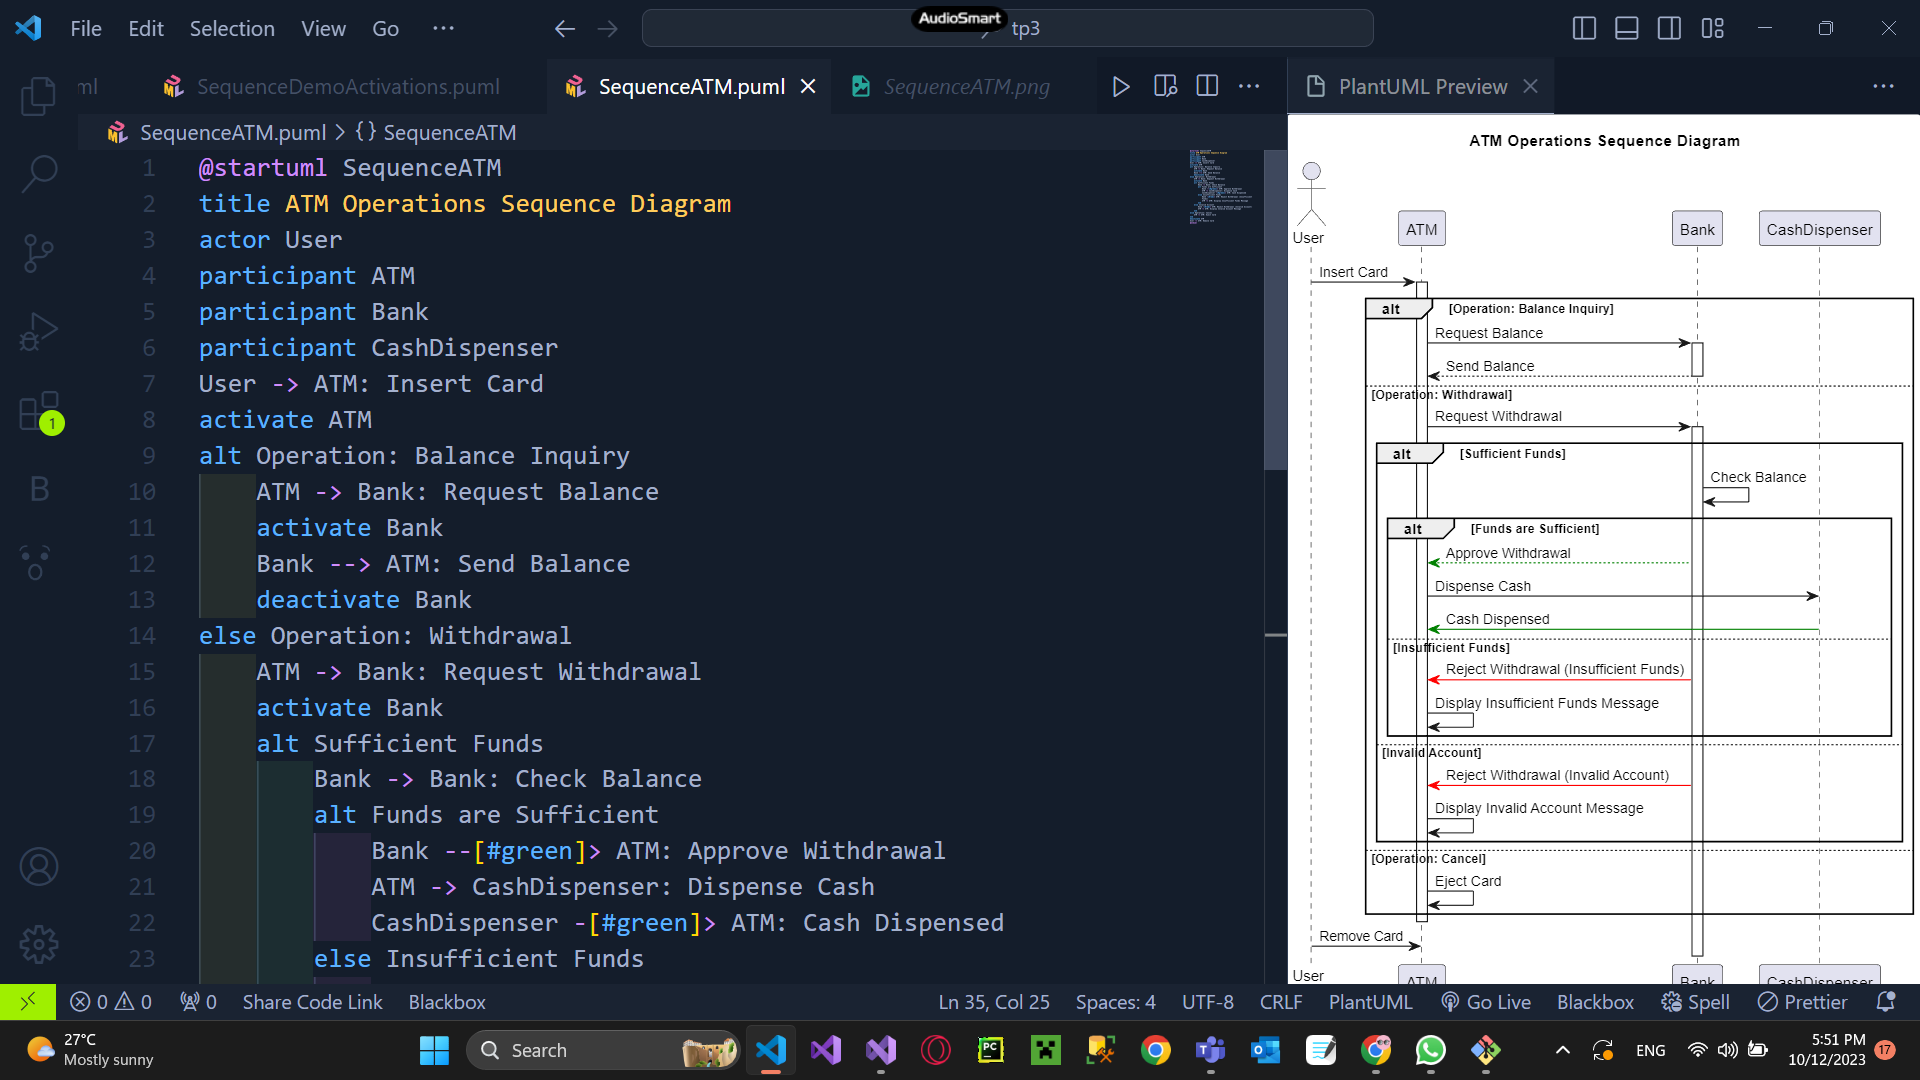 File Edit Selection View Go ...
AudioSmart
tp3
ml
SequenceDemoActivations.puml
SequenceATM.puml
SequenceATM.png
PlantUML Preview
SequenceATM.puml > {} SequenceATM
1 @startuml SequenceATM
2 title ATM Operations Sequence Diagram
3 actor User
4 participant ATM
5 participant Bank
6 participant CashDispenser
7 User -> ATM: Insert Card
8 activate ATM
9 alt Operation: Balance Inquiry
10 ATM -> Bank: Request Balance
11 activate Bank
12 Bank --> ATM: Send Balance
13 deactivate Bank
14 else Operation: Withdrawal
15 ATM -> Bank: Request Withdrawal
16 activate Bank
17 alt Sufficient Funds
18 Bank -> Bank: Check Balance
19 alt Funds are Sufficient
20 Bank --[#green]> ATM: Approve Withdrawal
21 ATM -> CashDispenser: Dispense Cash
22 CashDispenser -[#green]> ATM: Cash Dispensed
23 else Insufficient Funds
1
B
ATM Operations Sequence Diagram
User
ATM
Bank
CashDispenser
Insert Card
alt [Operation: Balance Inquiry]
Request Balance
Send Balance
[Operation: Withdrawal]
Request Withdrawal
alt [Sufficient Funds]
Check Balance
alt [Funds are Sufficient]
Approve Withdrawal
Dispense Cash
Cash Dispensed
[Insufficient Funds]
Reject Withdrawal (Insufficient Funds)
Display Insufficient Funds Message
[Invalid Account]
Reject Withdrawal (Invalid Account)
Display Invalid Account Message
[Operation: Cancel]
Eject Card
Remove Card
User
ATM
Bank
CashDispenser
0 0 0 Share Code Link Blackbox
Ln 35, Col 25 Spaces: 4 UTF-8 CRLF PlantUML Go Live Blackbox Spell Prettier
27°C
Mostly sunny
Search
PC
ENG
5:51 PM
10/12/2023
17